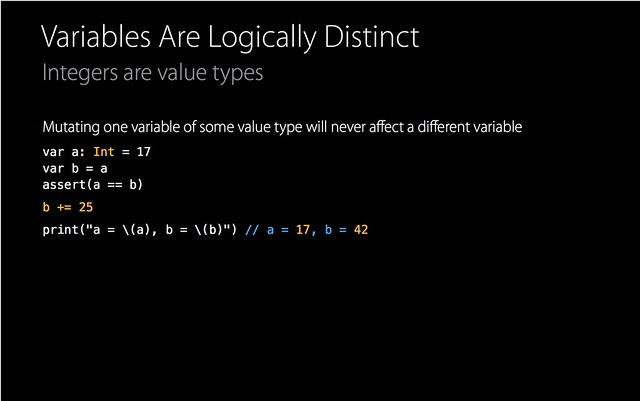 Variables Are Logically Distinct
Integers are value types
Mutating one variable of some value type will never affect a different variable
var a: Int = 17
var b = a
assert(a == b)
b += 25
print("a = \(a), b = \(b)") // a = 17, b = 42